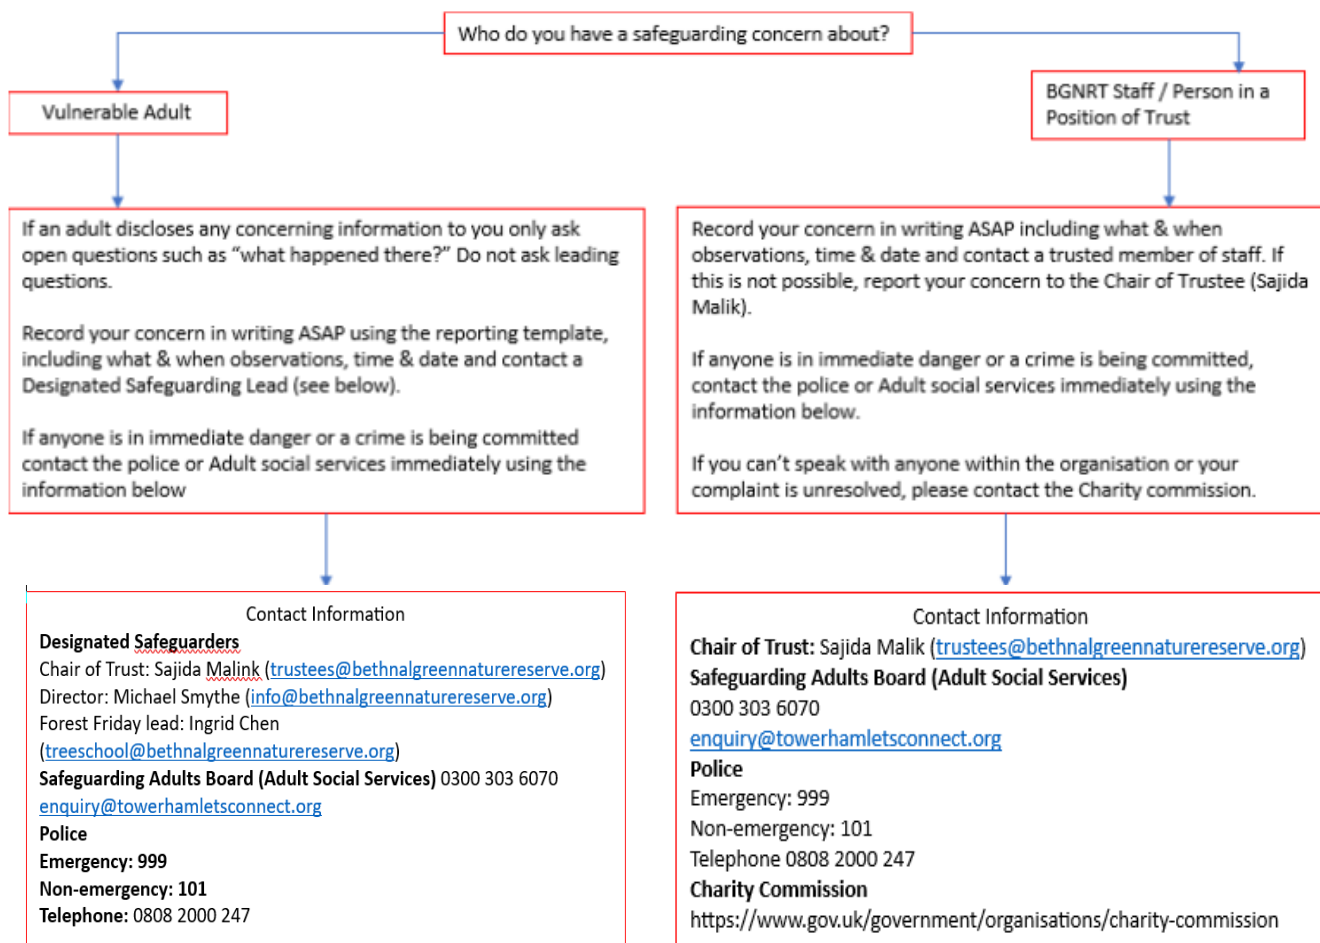 Who do you have a safeguarding concern about?
Vulnerable Adult
BGNRT Staff / Person in a
Position of Trust
If an adult discloses any concerning information to you only ask
open questions such as “what happened there?” Do not ask leading
questions.
Record your concern in writing ASAP using the reporting template,
including what & when observations, time & date and contact a
Designated Safeguarding Lead (see below).
If anyone is in immediate danger or a crime is being committed
contact the police or Adult social services immediately using the
information below
Record your concern in writing ASAP including what & when
observations, time & date and contact a trusted member of staff. If
this is not possible, report your concern to the Chair of Trustee (Sajida
Malik).
If anyone is in immediate danger or a crime is being committed,
contact the police or Adult social services immediately using the
information below.
If you can’t speak with anyone within the organisation or your
complaint is unresolved, please contact the Charity commission.
Contact Information
Designated Safeguarders
Chair of Trust: Sajida Malink (trustees@bethnalgreennaturereserve.org)
Director: Michael Smythe (info@bethnalgreennaturereserve.org)
Forest Friday lead: Ingrid Chen
(treeschool@bethnalgreennaturereserve.org)
Safeguarding Adults Board (Adult Social Services) 0300 303 6070
enquiry@towerhamletsconnect.org
Police
Emergency: 999
Non-emergency: 101
Telephone: 0808 2000 247
Contact Information
Chair of Trust: Sajida Malik (trustees@bethnalgreennaturereserve.org)
Safeguarding Adults Board (Adult Social Services)
0300 303 6070
enquiry@towerhamletsconnect.org
Police
Emergency: 999
Non-emergency: 101
Telephone 0808 2000 247
Charity Commission
https://www.gov.uk/government/organisations/charity-commission